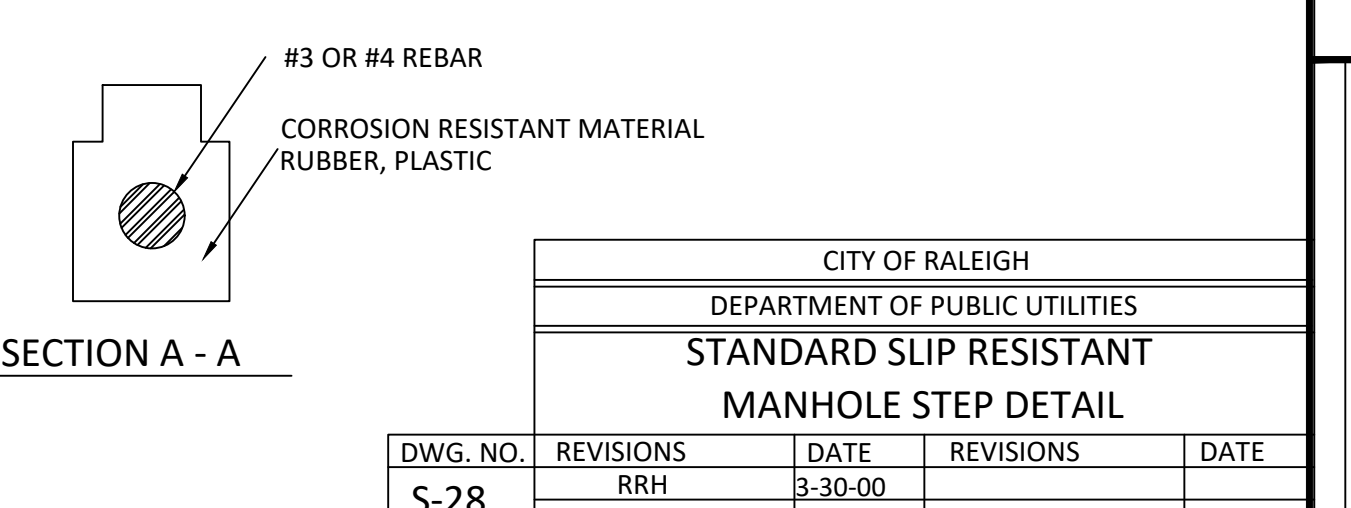 #3 OR #4 REBAR
CORROSION RESISTANT MATERIAL
RUBBER, PLASTIC
SECTION A - A
CITY OF RALEIGH
DEPARTMENT OF PUBLIC UTILITIES
STANDARD SLIP RESISTANT
MANHOLE STEP DETAIL
DWG. NO. REVISIONS DATE REVISIONS DATE
S-28 RRH 3-30-00